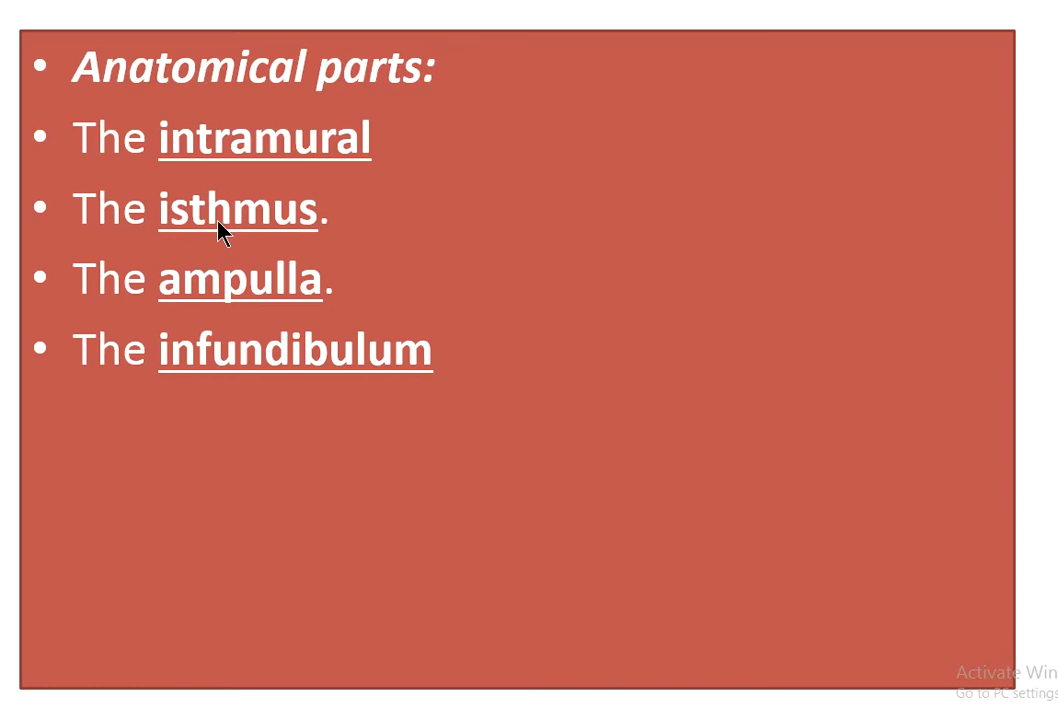 • Anatomical parts:
• The intramural
• The isthmus.
• The ampulla.
• The infundibulum
Activate Win
Go to PC settings